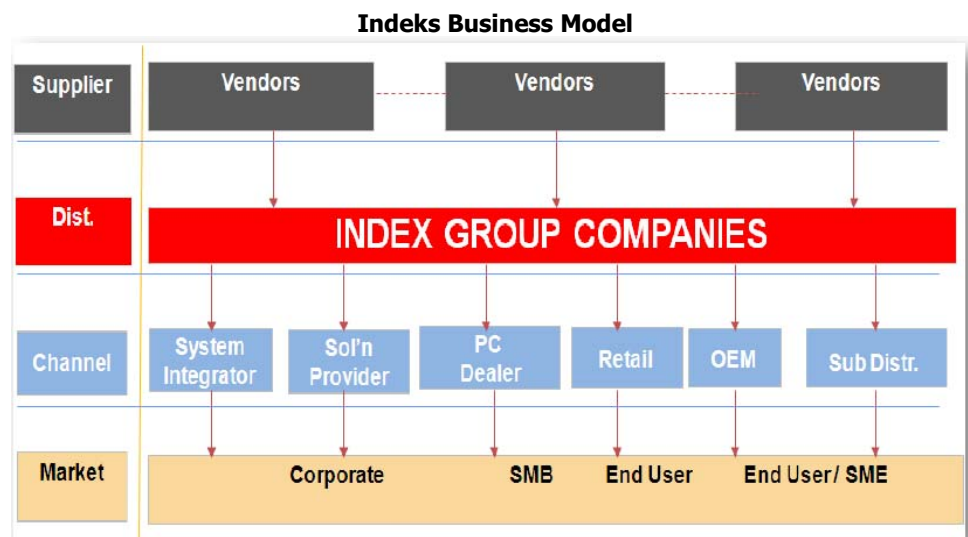 Indeks Business Model
Supplier
Vendors
Vendors
Vendors
Dist.
INDEX GROUP COMPANIES
Channel
System
Integrator
Sol'n
Provider
PC
Dealer
Retail
OEM
Sub Distr.
Market
Corporate
SMB
End User
End User/ SME